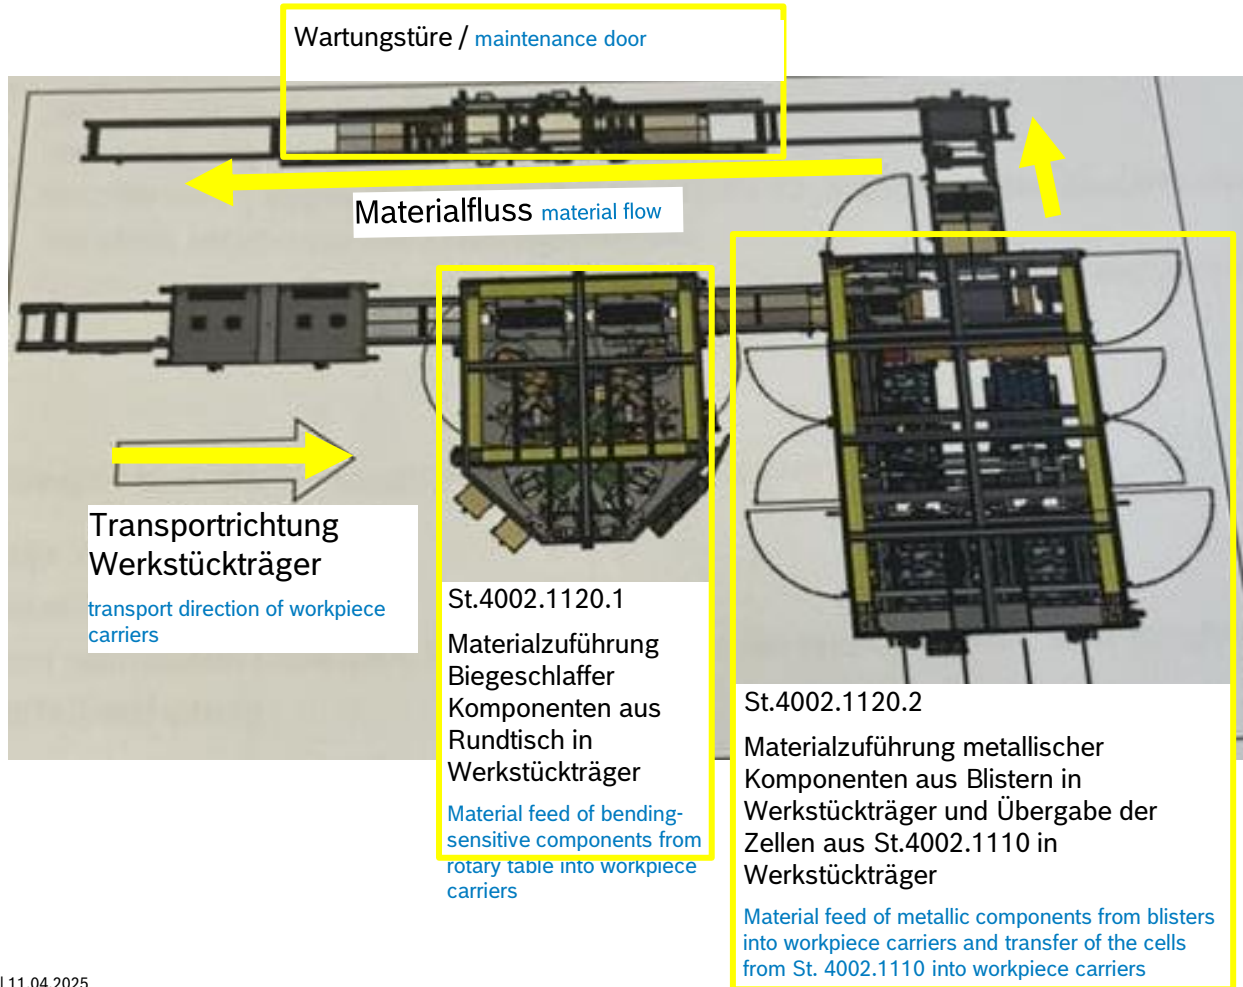 Wartungstüre / maintenance door
Materialfluss material flow
Transportrichtung
Werkstückträger
transport direction of workpiece
carriers
St.4002.1120.1
Materialzuführung
Biegeschlaffer
Komponenten aus
Rundtisch in
Werkstückträger
Material feed of bending-
sensitive components from
rotary table into workpiece
carriers
St.4002.1120.2
Materialzuführung metallischer
Komponenten aus Blistern in
Werkstückträger und Übergabe der
Zellen aus St.4002.1110 in
Werkstückträger
Material feed of metallic components from blisters
into workpiece carriers and transfer of the cells
from St. 4002.1110 into workpiece carriers
| 11.04.2025